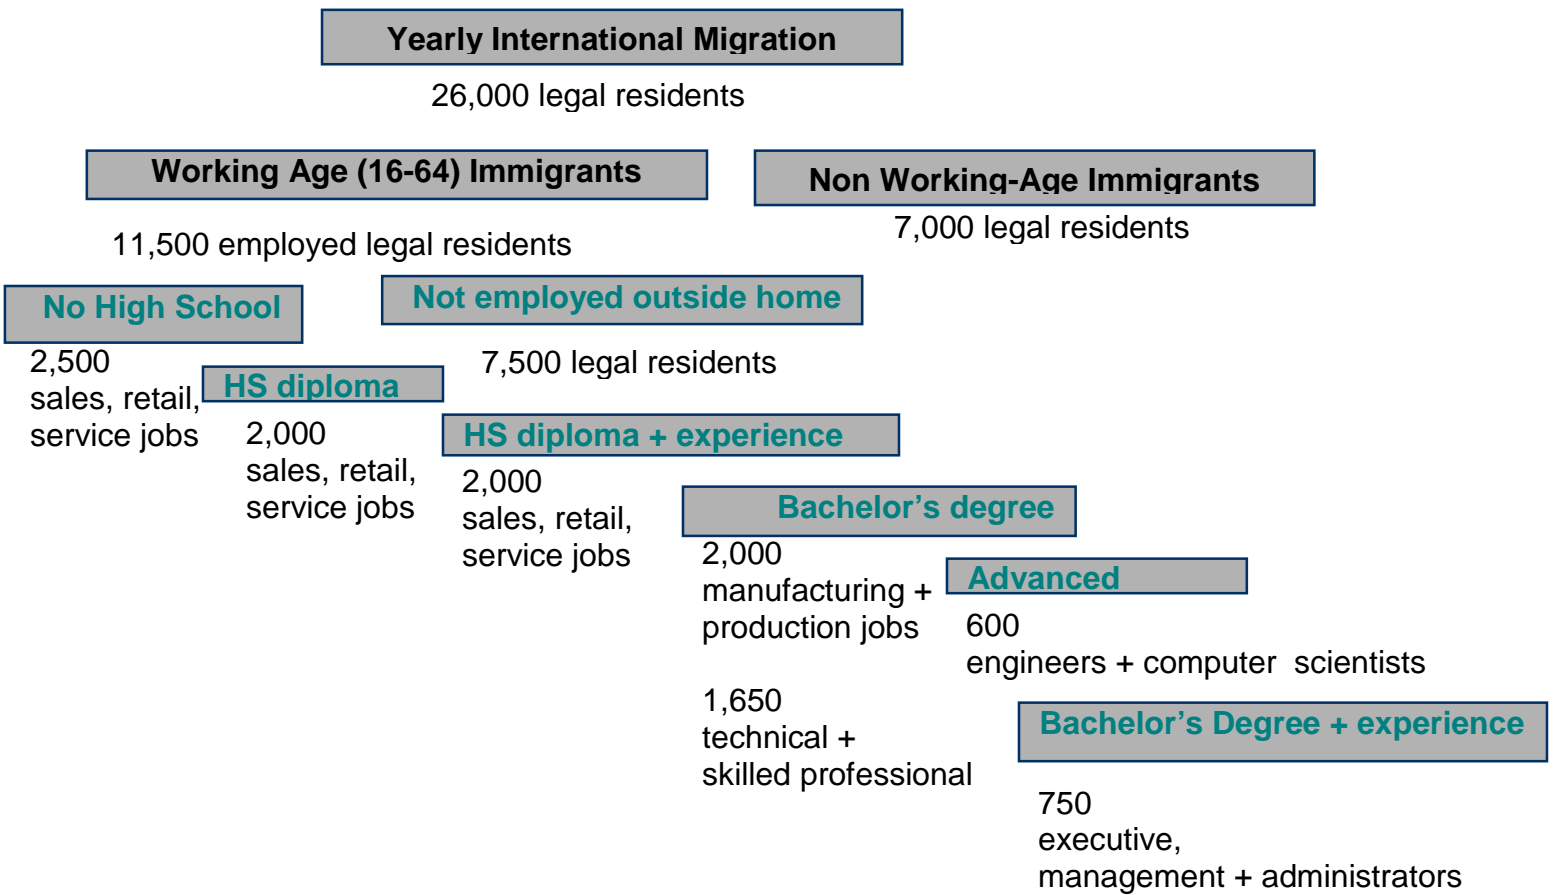 Yearly International Migration
26,000 legal residents
Working Age (16-64) Immigrants
Non Working-Age Immigrants
11,500 employed legal residents
7,000 legal residents
No High School
Not employed outside home
2,500
sales, retail,
service jobs
7,500 legal residents
HS diploma
2,000
sales, retail,
service jobs
HS diploma + experience
2,000
sales, retail,
service jobs
Bachelor’s degree
2,000
manufacturing +
production jobs
Advanced
600
engineers + computer scientists
1,650
technical +
skilled professional
Bachelor’s Degree + experience
750
executive,
management + administrators